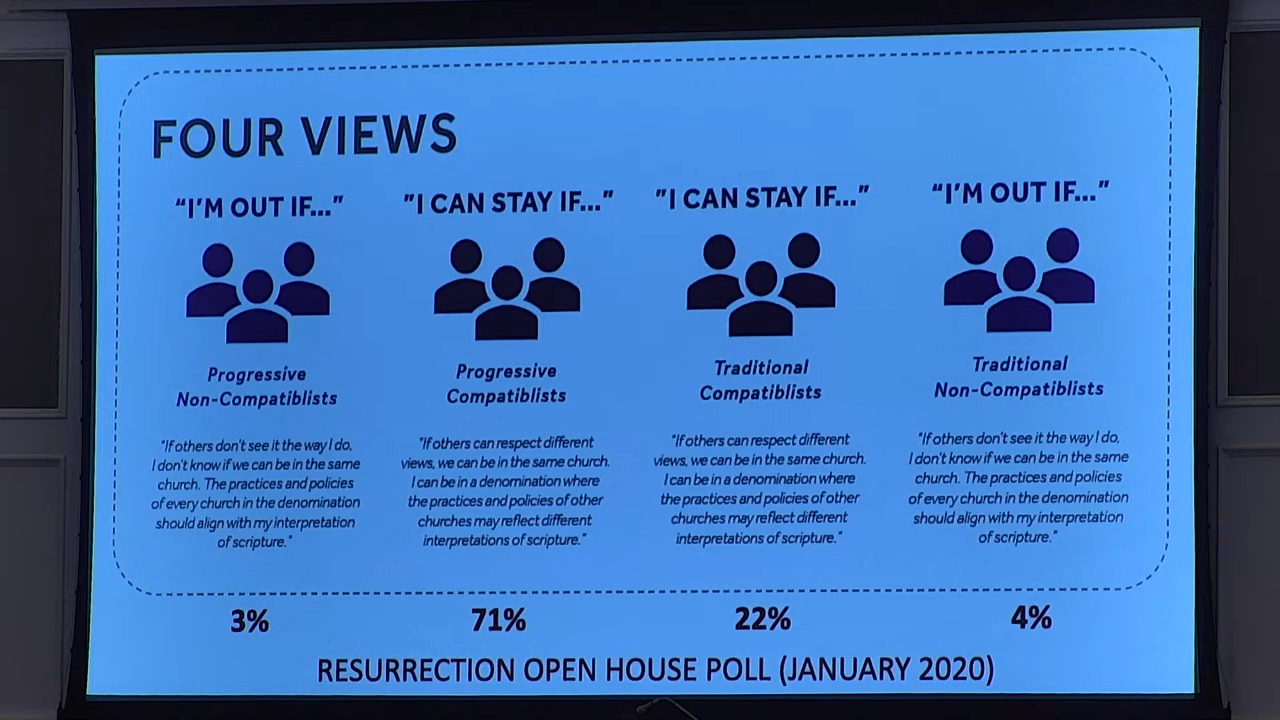 FOUR VIEWS
“I’M OUT IF...”
"I CAN STAY IF..."
"I CAN STAY IF..."
“I’M OUT IF...”
Progressive
Non-Compatiblists
Progressive
Compatiblists
Traditional
Compatiblists
Traditional
Non-Compatiblists
"If others don't see it the way I do,
I don't know if we can be in the same
church. The practices and policies
of every church in the denomination
should align with my interpretation
of scripture."
"If others can respect different
views, we can be in the same church.
I can be in a denomination where
the practices and policies of other
churches may reflect different
interpretations of scripture."
"If others can respect different
views, we can be in the same church.
I can be in a denomination where
the practices and policies of other
churches may reflect different
interpretations of scripture."
"If others don't see it the way I do,
I don't know if we can be in the same
church. The practices and policies
of every church in the denomination
should align with my interpretation
of scripture."
3%
71%
22%
4%
RESURRECTION OPEN HOUSE POLL (JANUARY 2020)